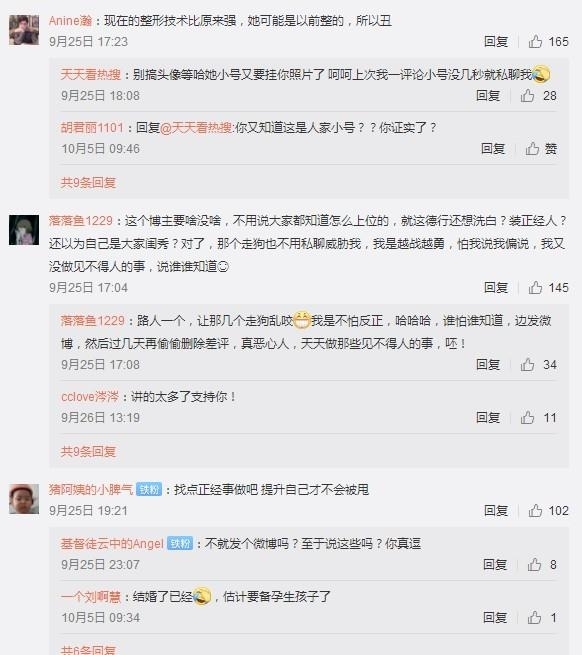 Anine瀚：现在的整形技术比原来强，她可能是以前整的，所以丑
9月25日 17:23
回复
165
天天看热搜：别搞头像等哈她小号又要挂你照片了 呵呵上次我一评论小号没几秒就私聊我
9月25日 18:08
回复
28
胡君丽1101：回复@天天看热搜:你又知道这是人家小号？？你证实了？
10月5日 09:46
回复
赞
共9条回复
落落鱼1229：这个博主要啥没啥，不用说大家都知道怎么上位的，就这德行还想洗白？装正经人？
还以为自己是大家闺秀？对了，那个走狗也不用私聊威胁我，我是越战越勇，怕我说我偏说，我又
没做见不得人的事，说谁谁知道
9月25日 17:04
回复
145
落落鱼1229：路人一个，让那几个走狗乱咬我是不怕反正，哈哈哈，谁怕谁知道，边发微
博，然后过几天再偷偷删除差评，真恶心人，天天做那些见不得人的事，呸！
9月25日 17:08
回复
34
cclove涔涔：讲的太多了支持你！
9月26日 13:19
回复
11
共9条回复
猪阿姨的小脾气 铁粉：找点正经事做吧 提升自己才不会被甩
9月25日 19:21
回复
102
基督徒云中的Angel 铁粉：不就发个微博吗？至于说这些吗？你真逗
9月25日 23:07
回复
8
一个刘啊慧：结婚了已经，估计要备孕生孩子了
10月5日 09:34
回复
1
共6条回复